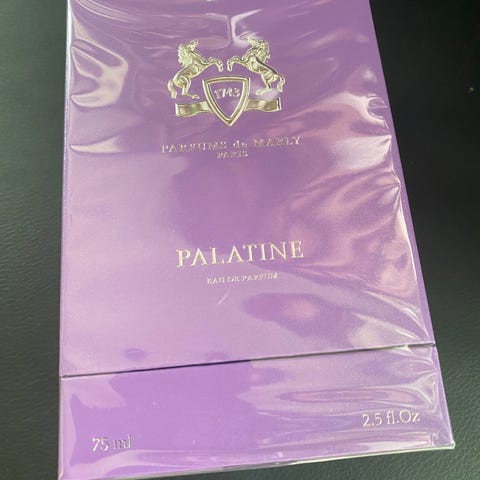 1743
PARFUMS de MARLY
PARIS
PALATINE
EAU DE PARFUM
75 ml
2.5 fl.Oz